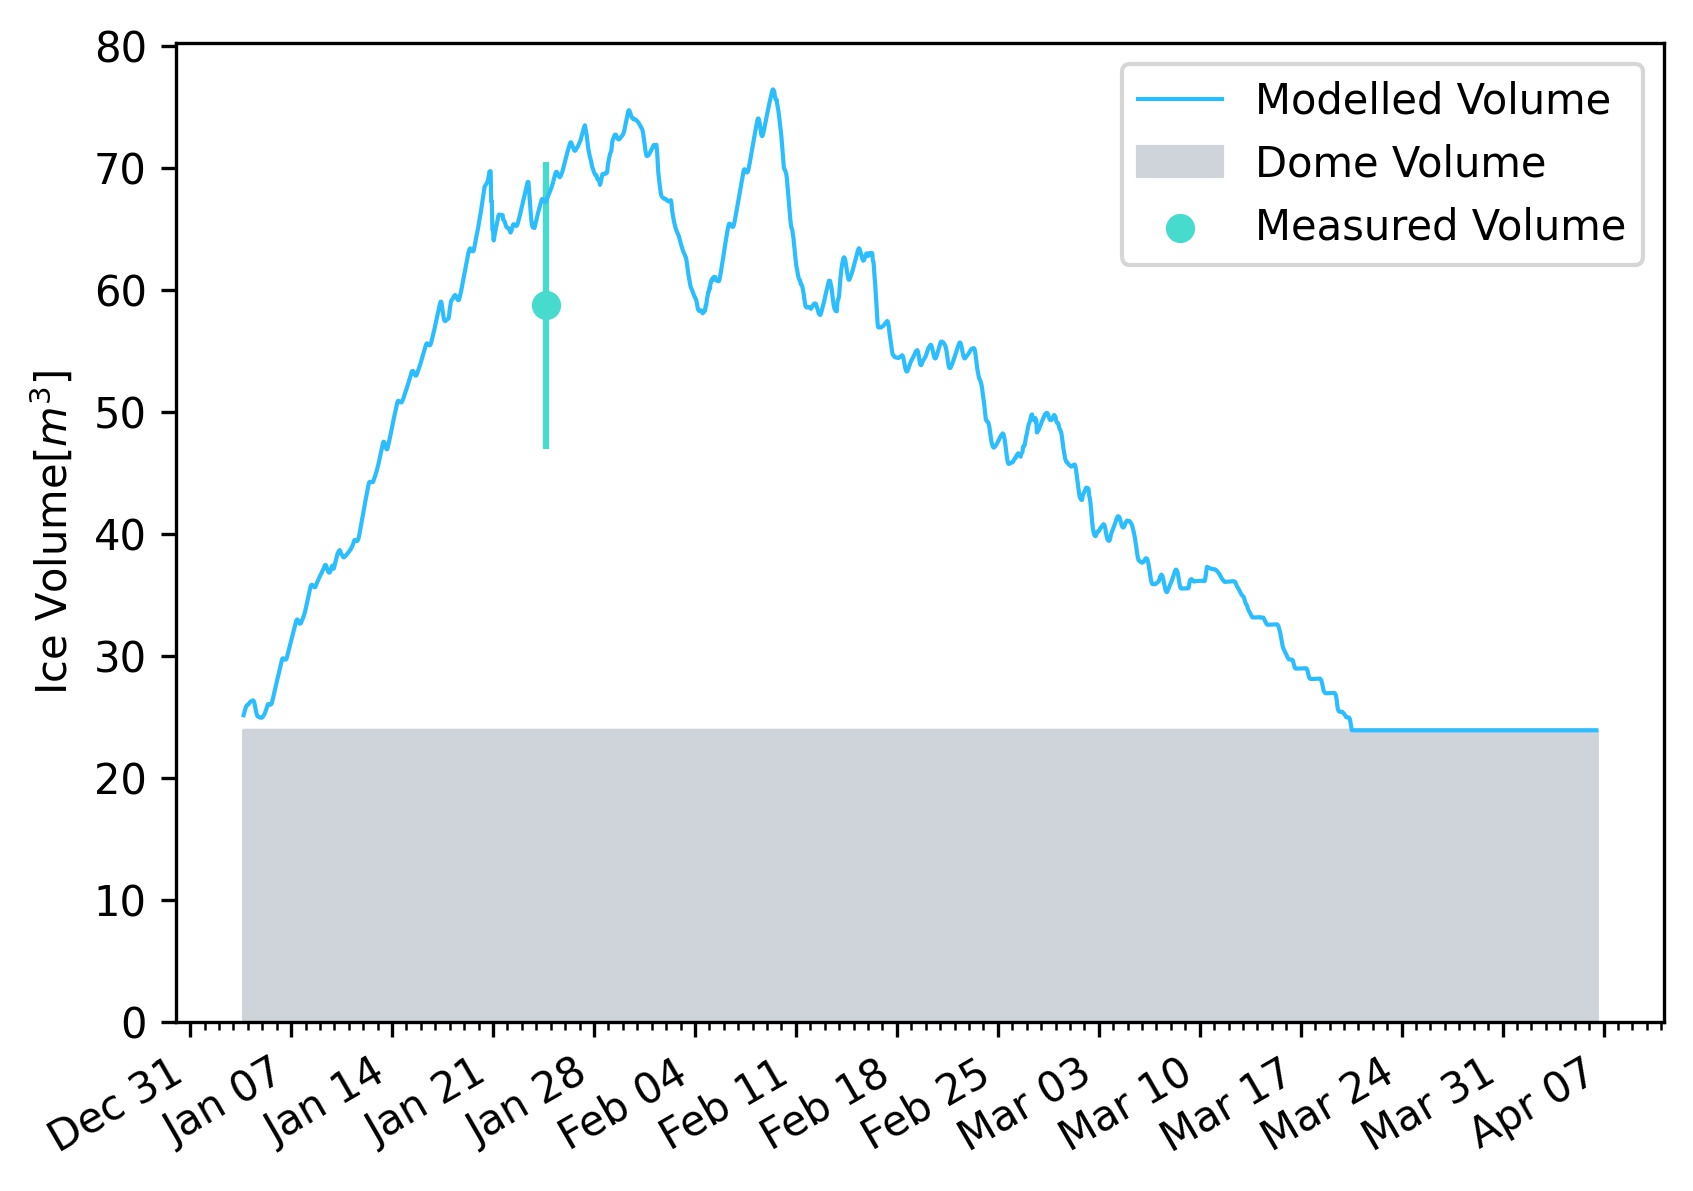 80
70
60
50
40
30
20
10
0
Ice Volume[m³]
Modelled Volume
Dome Volume
Measured Volume
Dec 31
Jan 07
Jan 14
Jan 21
Jan 28
Feb 04
Feb 11
Feb 18
Feb 25
Mar 03
Mar 10
Mar 17
Mar 24
Mar 31
Apr 07